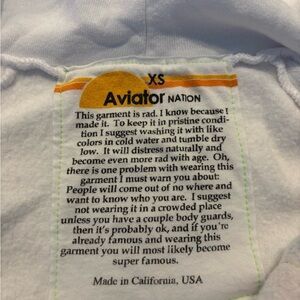 XS
Aviator NATION
This garment is rad. I know because I
made it. To keep it in pristine condi-
tion I suggest washing it with like
colors in cold water and tumble dry
low. It will distress naturally and
become even more rad with age. Oh,
there is one problem with wearing this
garment I must warn you about:
People will come out of no where and
want to know who you are. I suggest
not wearing it in a crowded place
unless you have a couple body guards,
then it's probably ok, and if you're
already famous and wearing this
garment you will most likely become
super famous.
Made in California, USA